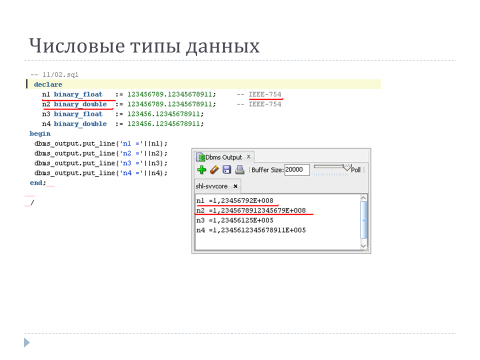 Числовые типы данных
-- 11/02.sql
declare
n1 binary_float := 123456789.12345678911; -- IEEE-754
n2 binary_double := 123456789.12345678911; -- IEEE-754
n3 binary_float := 123456.12345678911;
n4 binary_double := 123456.12345678911;
begin
dbms_output.put_line('n1 ='||n1);
dbms_output.put_line('n2 ='||n2);
dbms_output.put_line('n3 ='||n3);
dbms_output.put_line('n4 ='||n4);
end;
/
Dbms Output x
Buffer Size: 20000 Poll
shl-svvcore x
n1 =1,23456792E+008
n2 =1,2345678912345679E+008
n3 =1,23456125E+005
n4 =1,2345612345678911E+005